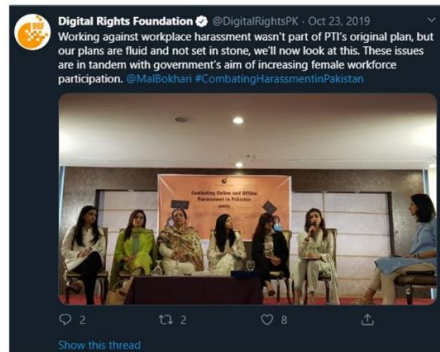 Digital Rights Foundation @DigitalRightsPK · Oct 23, 2019
Working against workplace harassment wasn't part of PTI's original plan, but
our plans are fluid and not set in stone, we'll now look at this. These issues
are in tandem with government's aim of increasing female workforce
participation. @MalBokhari #CombatingHarassmentinPakistan
Combating Online and Offline
Harassment in Pakistan
2 2 8
Show this thread